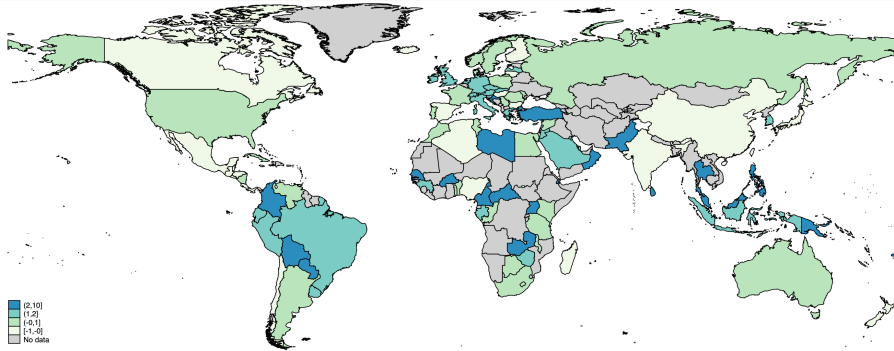 (2,10]
(1,2]
(-0,1]
[-1,-0]
No data